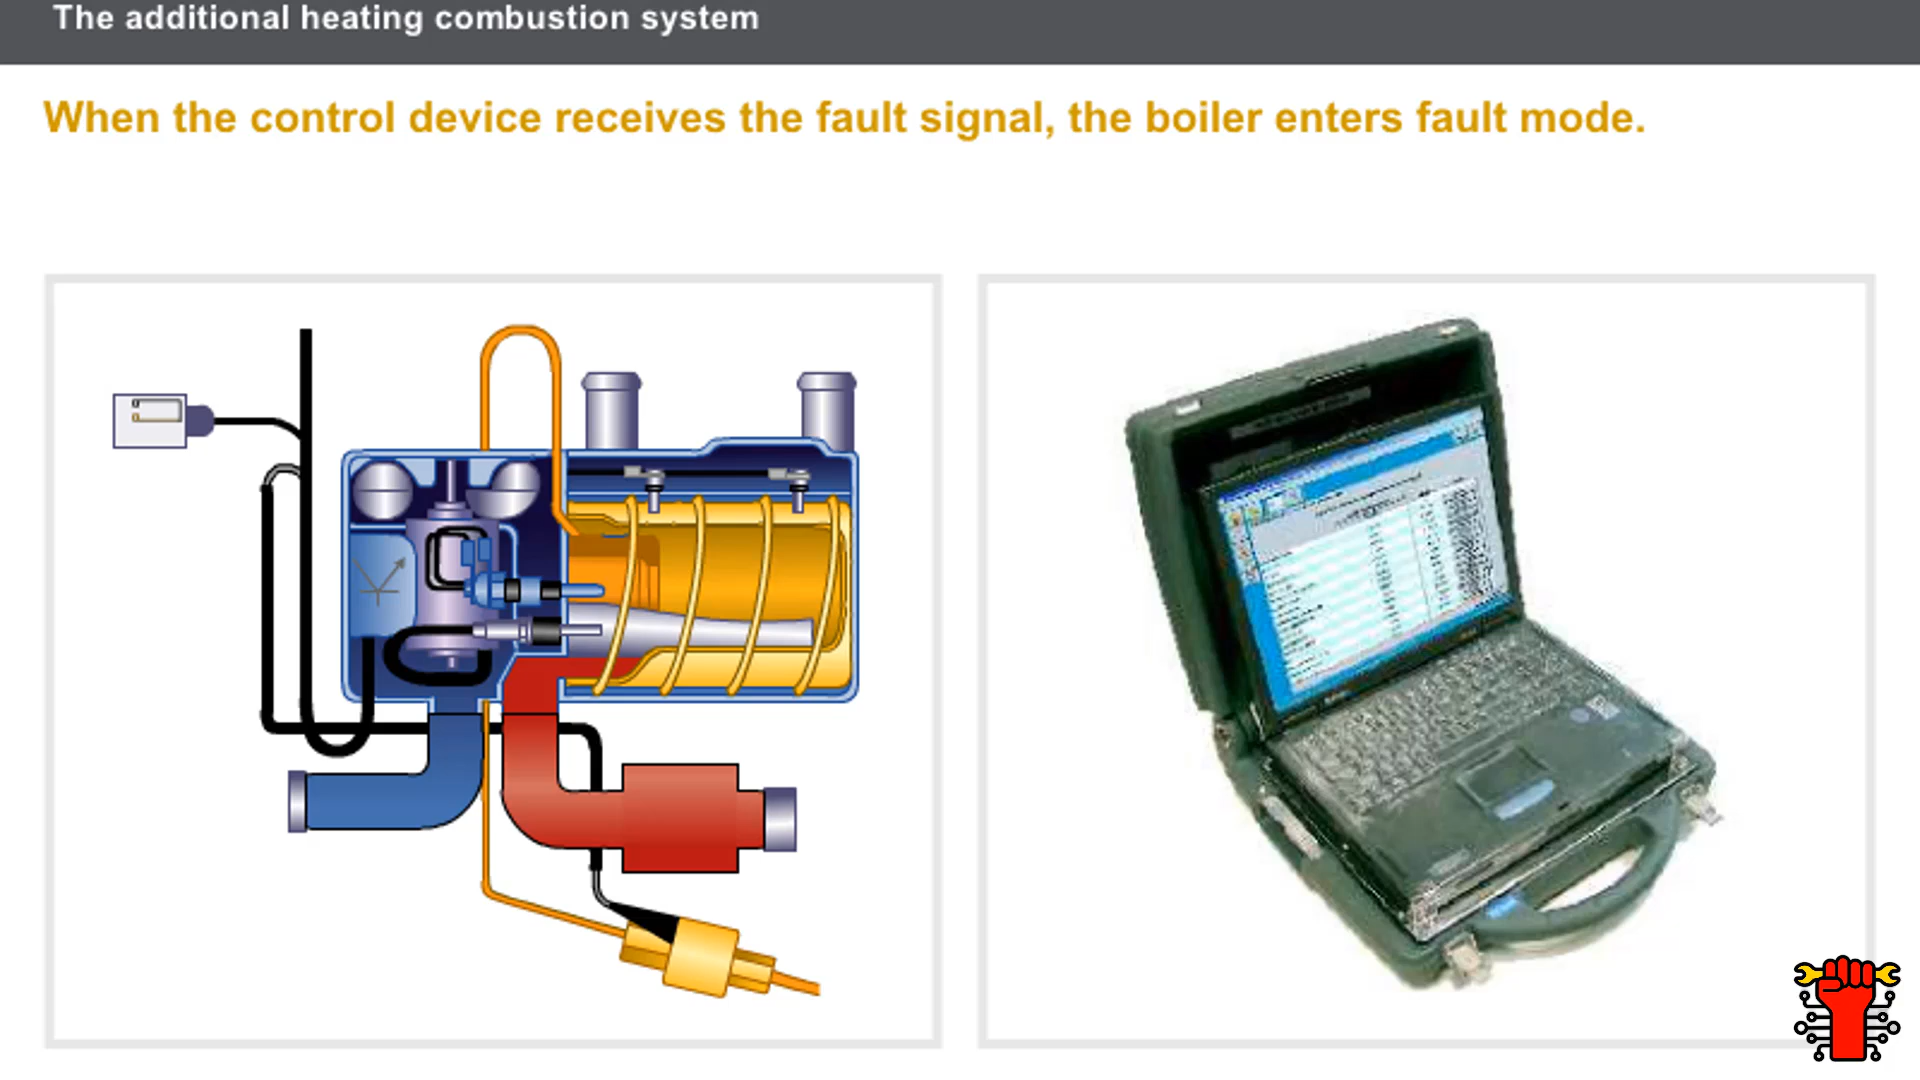 The additional heating combustion system
When the control device receives the fault signal, the boiler enters fault mode.